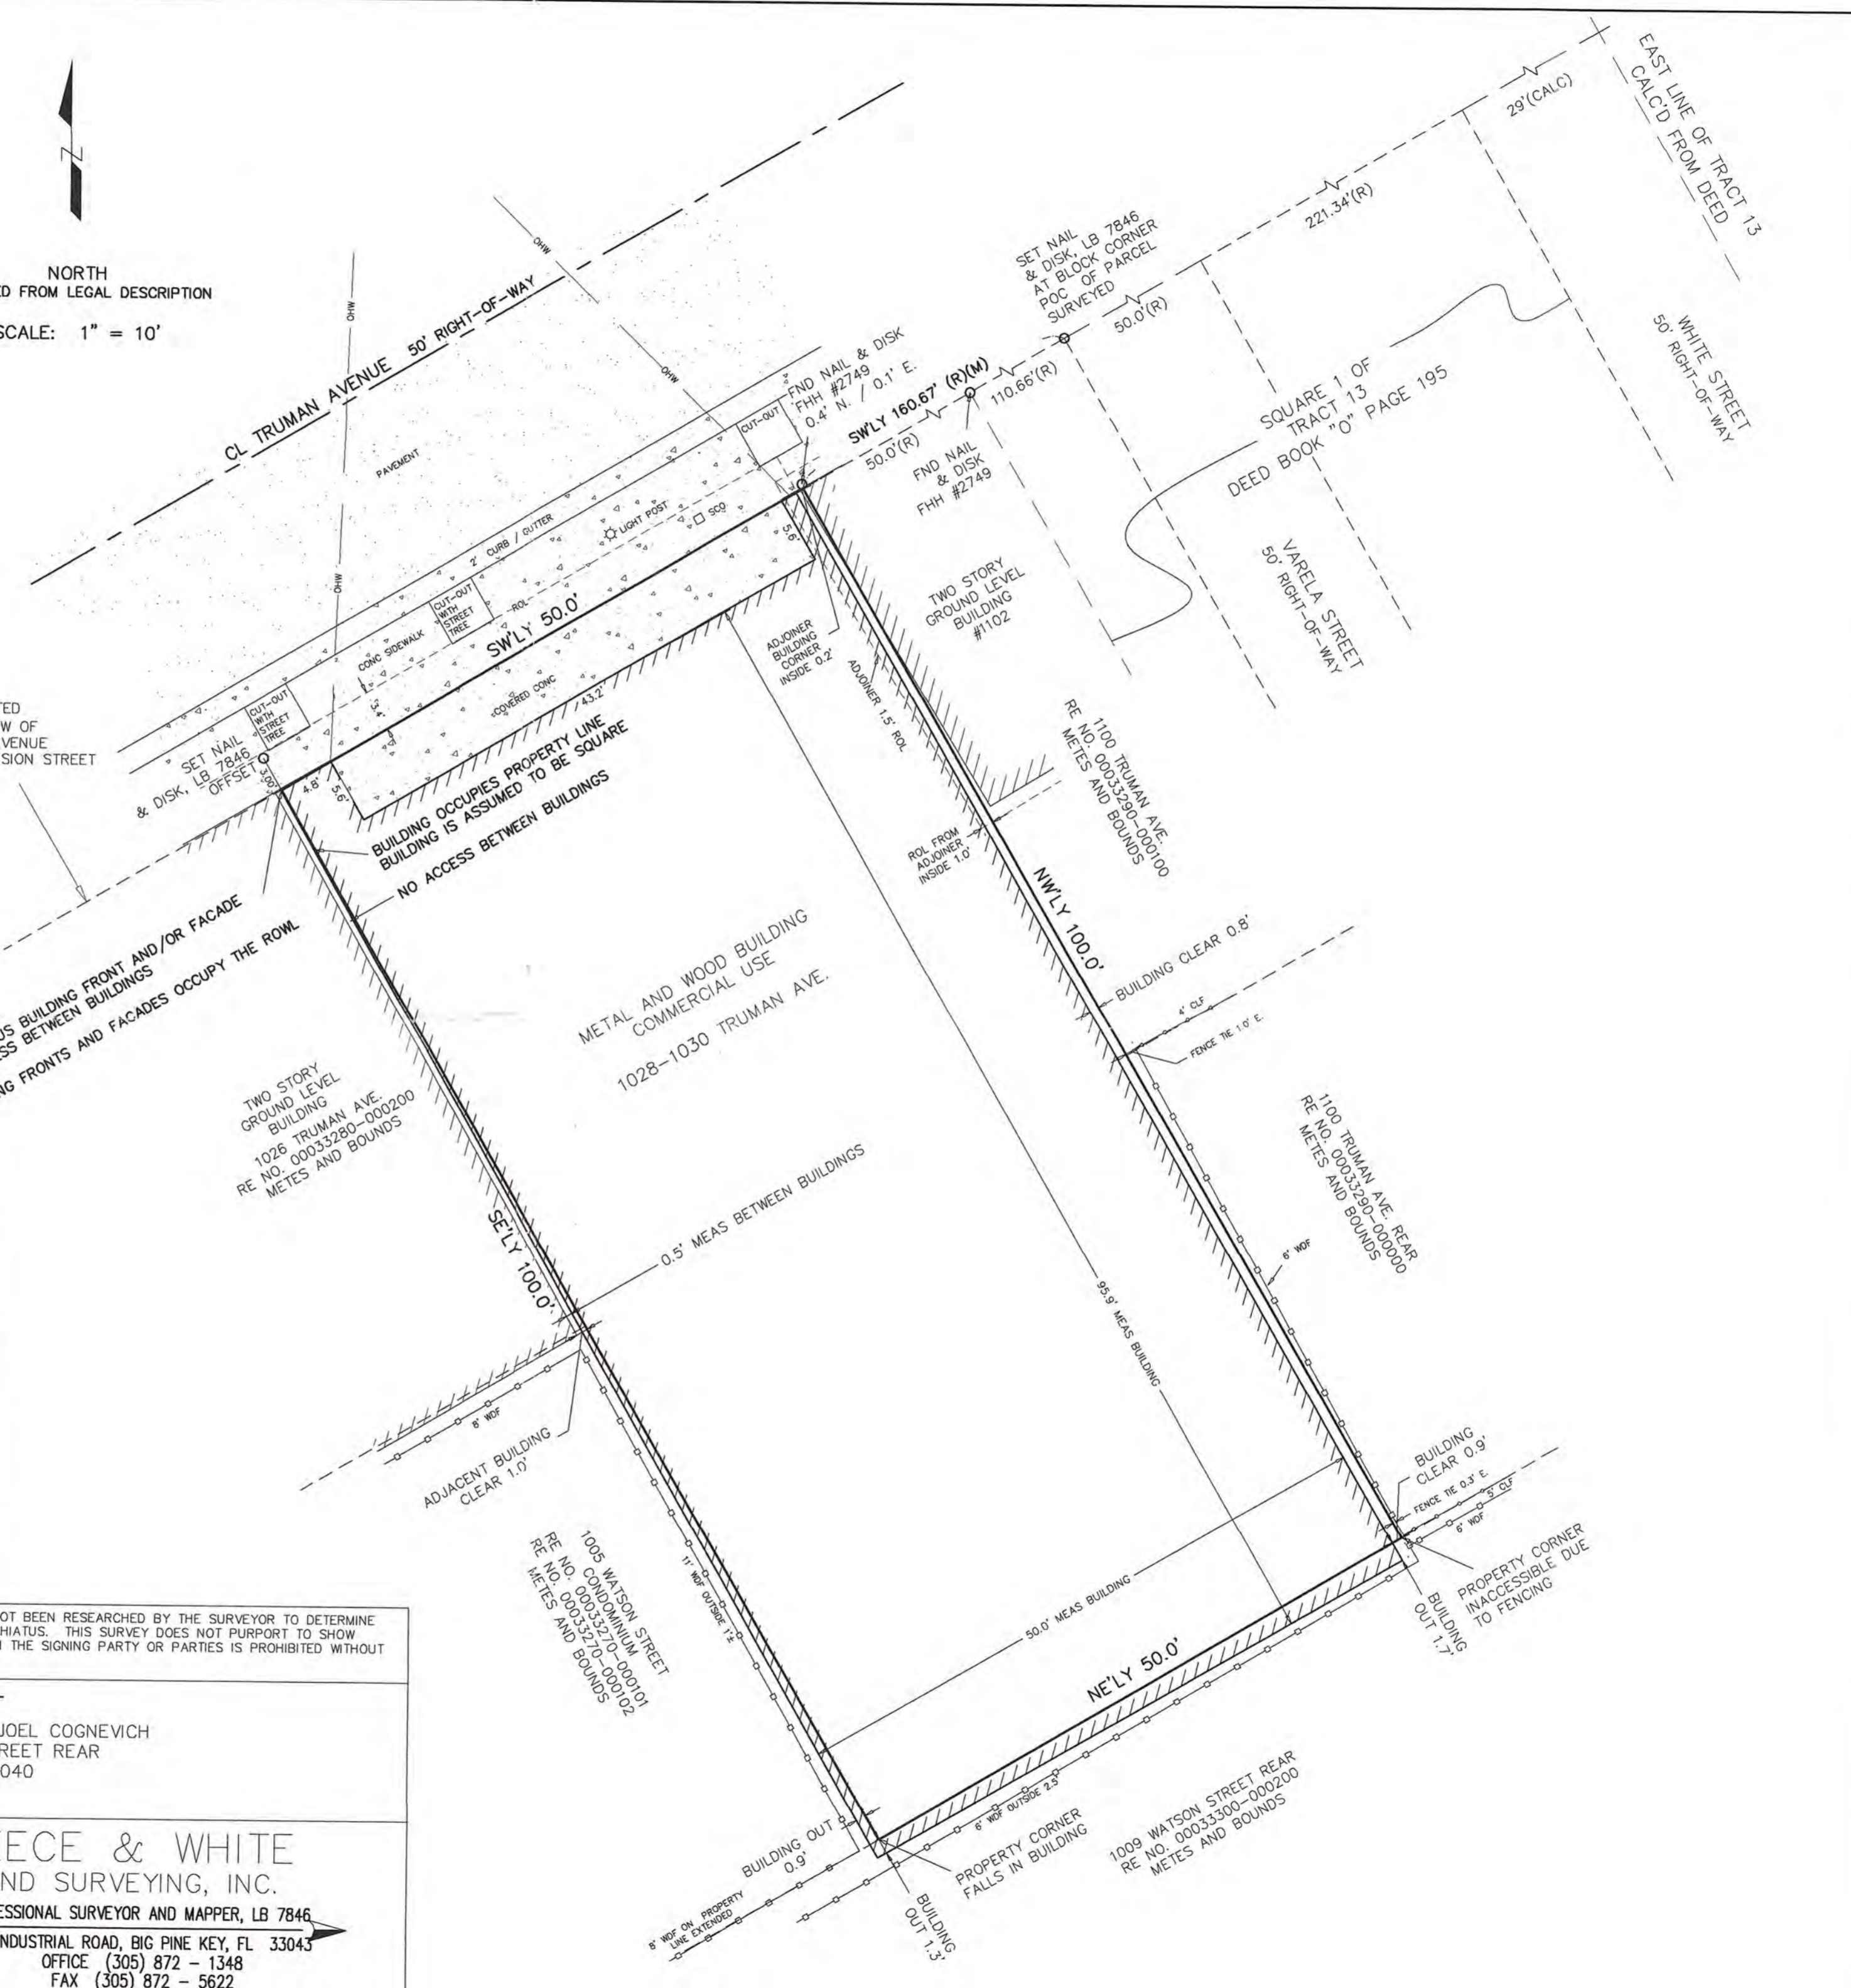 NORTH
ED FROM LEGAL DESCRIPTION
SCALE: 1" = 10'
CL TRUMAN AVENUE 50' RIGHT-OF-WAY
PAVEMENT
OHW
OHW
OHW
OHW
EAST LINE OF TRACT 13
CALC'D FROM DEED
29'(CALC)
221.34'(R)
SET NAIL
& DISK, LB 7846
AT BLOCK CORNER
POC OF PARCEL
SURVEYED
50.0'(R)
WHITE STREET
50' RIGHT-OF-WAY
SQUARE 1 OF
TRACT 13
DEED BOOK "O" PAGE 195
FND NAIL & DISK
FHH #2749
0.4' N. / 0.1' E.
CUT-OUT
SW'LY 160.67' (R)(M)
110.66'(R)
50.0'(R)
FND NAIL
& DISK
FHH #2749
VARELA STREET
50' RIGHT-OF-WAY
2' CURB / GUTTER
LIGHT POST
SCO
5.6'
CUT-OUT
WITH
STREET
TREE
ROL
CONC SIDEWALK
SW'LY 50.0'
3.4'
COVERED CONC
43.2'
CUT-OUT
WITH
STREET
TREE
SET NAIL
& DISK, LB 7846
OFFSET
3.00'
4.8'
5.6'
ADJOINER
BUILDING
CORNER
INSIDE 0.2'
ADJOINER 1.5' ROL
TWO STORY
GROUND LEVEL
BUILDING
#1102
TED
W OF
VENUE
SION STREET
BUILDING OCCUPIES PROPERTY LINE
BUILDING IS ASSUMED TO BE SQUARE
NO ACCESS BETWEEN BUILDINGS
1100 TRUMAN AVE.
RE NO. 00033290-000100
METES AND BOUNDS
ROL FROM
ADJOINER
INSIDE 1.0'
NW'LY 100.0'
US BUILDING FRONT AND/OR FACADE
SS BETWEEN BUILDINGS
NG FRONTS AND FACADES OCCUPY THE ROWL
METAL AND WOOD BUILDING
COMMERCIAL USE
1028-1030 TRUMAN AVE.
BUILDING CLEAR 0.8'
4' CLF
FENCE TIE 1.0' E.
TWO STORY
GROUND LEVEL
BUILDING
1026 TRUMAN AVE.
RE NO. 00033280-000200
METES AND BOUNDS
1100 TRUMAN AVE. REAR
RE NO. 00033290-000000
METES AND BOUNDS
6' WDF
SE'LY 100.0'
0.5' MEAS BETWEEN BUILDINGS
95.9' MEAS BUILDING
8' WDF
ADJACENT BUILDING
CLEAR 1.0'
BUILDING
CLEAR 0.9'
FENCE TIE 0.3' E.
5' CLF
6' WDF
PROPERTY CORNER
INACCESSIBLE DUE
TO FENCING
BUILDING
OUT 1.7'
1005 WATSON STREET
CONDOMINIUM
RE NO. 00033270-000101
RE NO. 00033270-000102
METES AND BOUNDS
11' WDF OUTSIDE 1'±
50.0' MEAS BUILDING
NE'LY 50.0'
6' WDF OUTSIDE 2.5'
1009 WATSON STREET REAR
RE NO. 00033300-000200
METES AND BOUNDS
PROPERTY CORNER
FALLS IN BUILDING
BUILDING OUT
0.9'
BUILDING
OUT 1.3'
8' WDF ON PROPERTY
LINE EXTENDED
OT BEEN RESEARCHED BY THE SURVEYOR TO DETERMINE
HIATUS. THIS SURVEY DOES NOT PURPORT TO SHOW
THE SIGNING PARTY OR PARTIES IS PROHIBITED WITHOUT
JOEL COGNEVICH
REET REAR
040
ECE & WHITE
ND SURVEYING, INC.
ESSIONAL SURVEYOR AND MAPPER, LB 7846
NDUSTRIAL ROAD, BIG PINE KEY, FL 33043
OFFICE (305) 872 - 1348
FAX (305) 872 - 5622